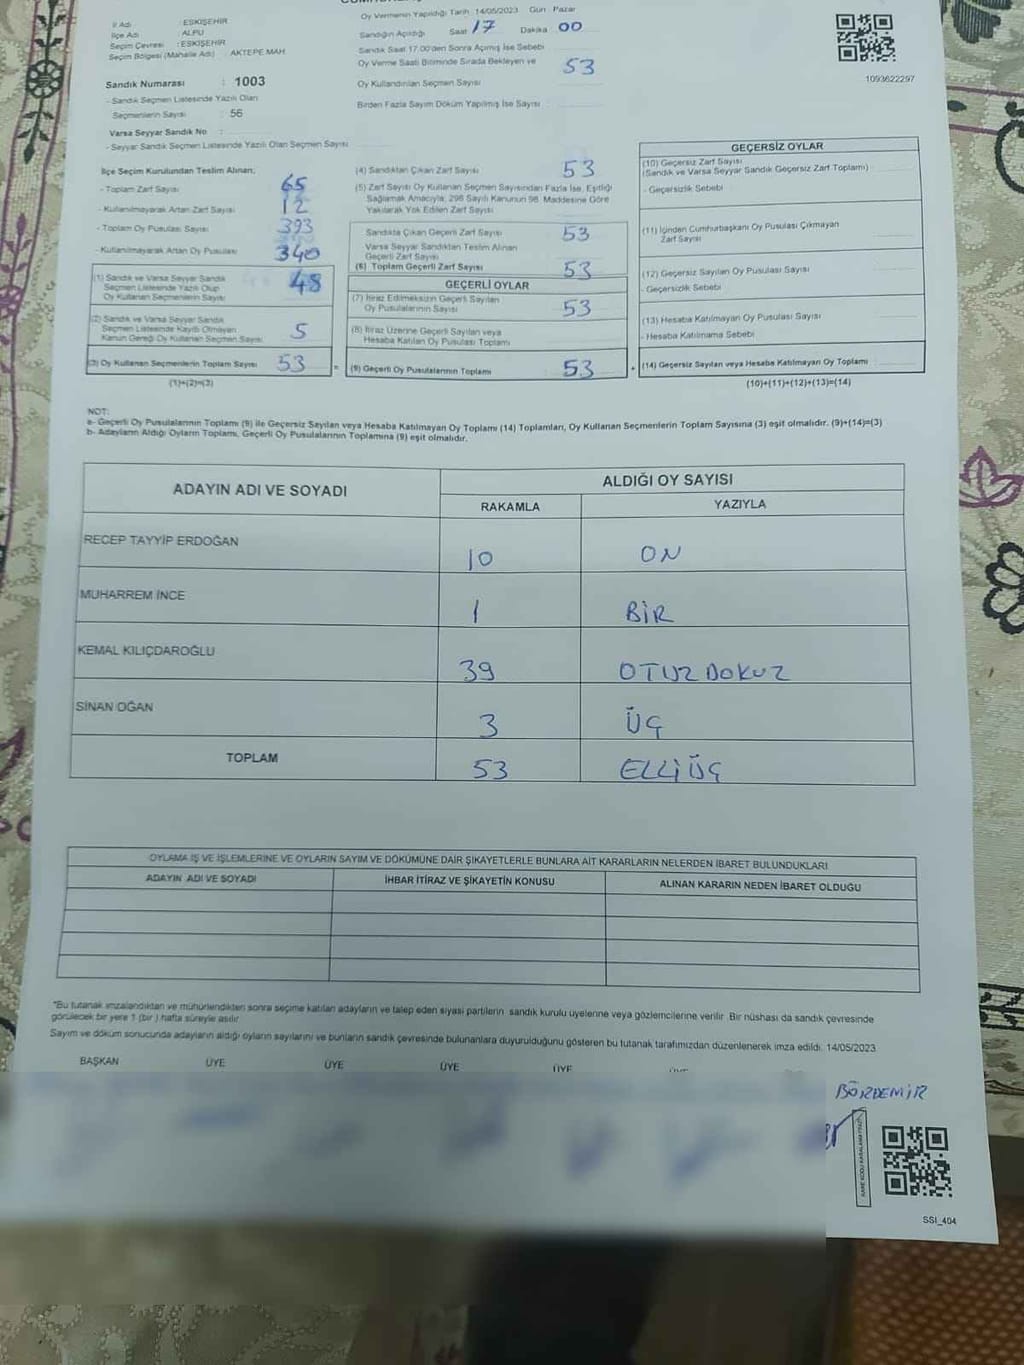 İl Adı : ESKİŞEHİR
İlçe Adı : ALPU
Seçim Çevresi : ESKİŞEHİR
Seçim Bölgesi (Mahalle Adı) : AKTEPE MAH.
Sandık Numarası : 1003
- Sandık Seçmen Listesinde Yazılı Olan
Seçmenlerin Sayısı : 56
Varsa Seyyar Sandık No :
- Seyyar Sandık Seçmen Listesinde Yazılı Olan Seçmen Sayısı
Oy Vermenin Yapıldığı Tarih : 14/05/2023 Gün : Pazar
Sandığın Açıldığı Saat 17 Dakika 00
Sandık Saat 17.00'den Sonra Açılmış İse Sebebi
Oy Verme Saati Bitiminde Sırada Bekleyen ve
Oy Kullandırılan Seçmen Sayısı 53
Birden Fazla Sayım Döküm Yapılmış İse Sayısı
1093622297
İlçe Seçim Kurulundan Teslim Alınan;
- Toplam Zarf Sayısı 65
- Kullanılmayarak Artan Zarf Sayısı 12
- Toplam Oy Pusulası Sayısı 393
- Kullanılmayarak Artan Oy Pusulası 340
(1) Sandık ve Varsa Seyyar Sandık
Seçmen Listesinde Yazılı Olup
Oy Kullanan Seçmenlerin Sayısı 48
(2) Sandık ve Varsa Seyyar Sandık
Seçmen Listesinde Kayıtlı Olmayan
Kanun Gereği Oy Kullanan Seçmen Sayısı 5
(3) Oy Kullanan Seçmenlerin Toplam Sayısı 53 =
(1)+(2)=(3)
(4) Sandıktan Çıkan Zarf Sayısı 53
(5) Zarf Sayısı Oy Kullanan Seçmen Sayısından Fazla İse, Eşitliği
Sağlamak Amacıyla, 298 Sayılı Kanunun 98. Maddesine Göre
Yakılarak Yok Edilen Zarf Sayısı
Sandıkta Çıkan Geçerli Zarf Sayısı 53
Varsa Seyyar Sandıktan Teslim Alınan
Geçerli Zarf Sayısı
(6) Toplam Geçerli Zarf Sayısı 53
GEÇERLİ OYLAR
(7) İtiraz Edilmeksizin Geçerli Sayılan
Oy Pusulalarının Sayısı 53
(8) İtiraz Üzerine Geçerli Sayılan veya
Hesaba Katılan Oy Pusulası Toplamı
(9) Geçerli Oy Pusulalarının Toplamı : 53 +
GEÇERSİZ OYLAR
(10) Geçersiz Zarf Sayısı
(Sandık ve Varsa Seyyar Sandık Geçersiz Zarf Toplamı)
- Geçersizlik Sebebi
(11) İçinden Cumhurbaşkanı Oy Pusulası Çıkmayan
Zarf Sayısı
(12) Geçersiz Sayılan Oy Pusulası Sayısı
- Geçersizlik Sebebi
(13) Hesaba Katılmayan Oy Pusulası Sayısı
- Hesaba Katılmama Sebebi
(14) Geçersiz Sayılan veya Hesaba Katılmayan Oy Toplamı
(10)+(11)+(12)+(13)=(14)
NOT:
a- Geçerli Oy Pusulalarının Toplamı (9) ile Geçersiz Sayılan veya Hesaba Katılmayan Oy Toplamı (14) Toplamları, Oy Kullanan Seçmenlerin Toplam Sayısına (3) eşit olmalıdır. (9)+(14)=(3)
b- Adayların Aldığı Oyların Toplamı, Geçerli Oy Pusulalarının Toplamına (9) eşit olmalıdır.
ADAYIN ADI VE SOYADI ALDIĞI OY SAYISI
RAKAMLA YAZIYLA
RECEP TAYYİP ERDOĞAN 10 ON
MUHARREM İNCE 1 BİR
KEMAL KILIÇDAROĞLU 39 OTUZ DOKUZ
SİNAN OĞAN 3 ÜÇ
TOPLAM 53 ELLİ ÜÇ
OYLAMA İŞ VE İŞLEMLERİNE VE OYLARIN SAYIM VE DÖKÜMÜNE DAİR ŞİKAYETLERLE BUNLARA AİT KARARLARIN NELERDEN İBARET BULUNDUKLARI
ADAYIN ADI VE SOYADI İHBAR İTİRAZ VE ŞİKAYETİN KONUSU ALINAN KARARIN NEDEN İBARET OLDUĞU
*Bu tutanak imzalandıktan ve mühürlendikten sonra seçime katılan adayların ve talep eden siyasi partilerin sandık kurulu üyelerine veya gözlemcilerine verilir. Bir nüshası da sandık çevresinde
görülecek bir yere 1 (bir) hafta süreyle asılır.
Sayım ve döküm sonucunda adayların aldığı oyların sayılarını ve bunların sandık çevresinde bulunanlara duyurulduğunu gösteren bu tutanak tarafımızdan düzenlenerek imza edildi. 14/05/2023
BAŞKAN ÜYE ÜYE ÜYE ÜYE
BÖRDEMİR
SSI_404